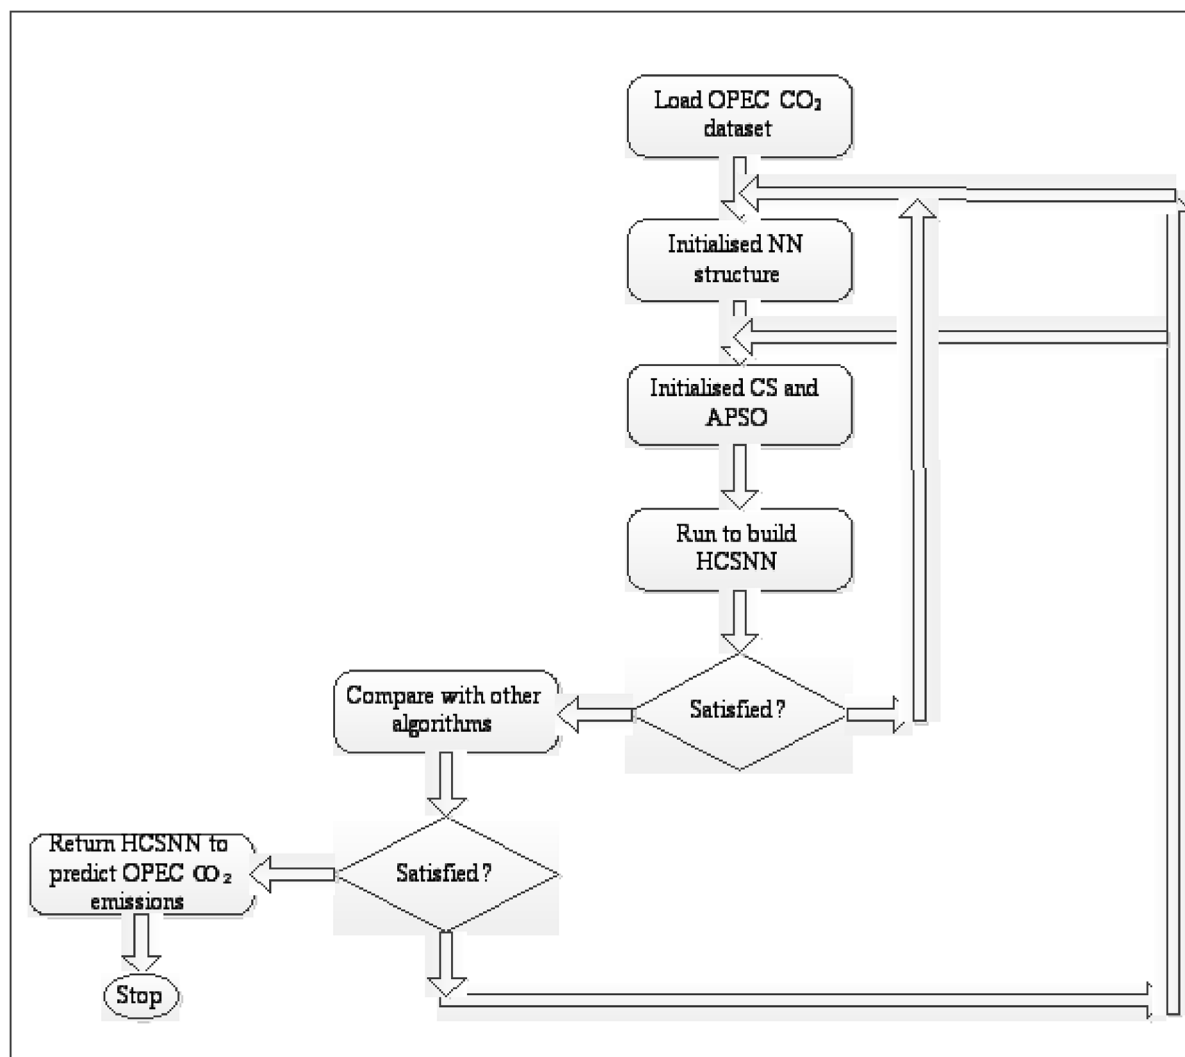 Load OPEC CO₂
dataset
Initialised NN
structure
Initialised CS and
APSO
Run to build
HCSNN
Satisfied?
Compare with other
algorithms
Satisfied?
Return HCSNN to
predict OPEC CO₂
emissions
Stop